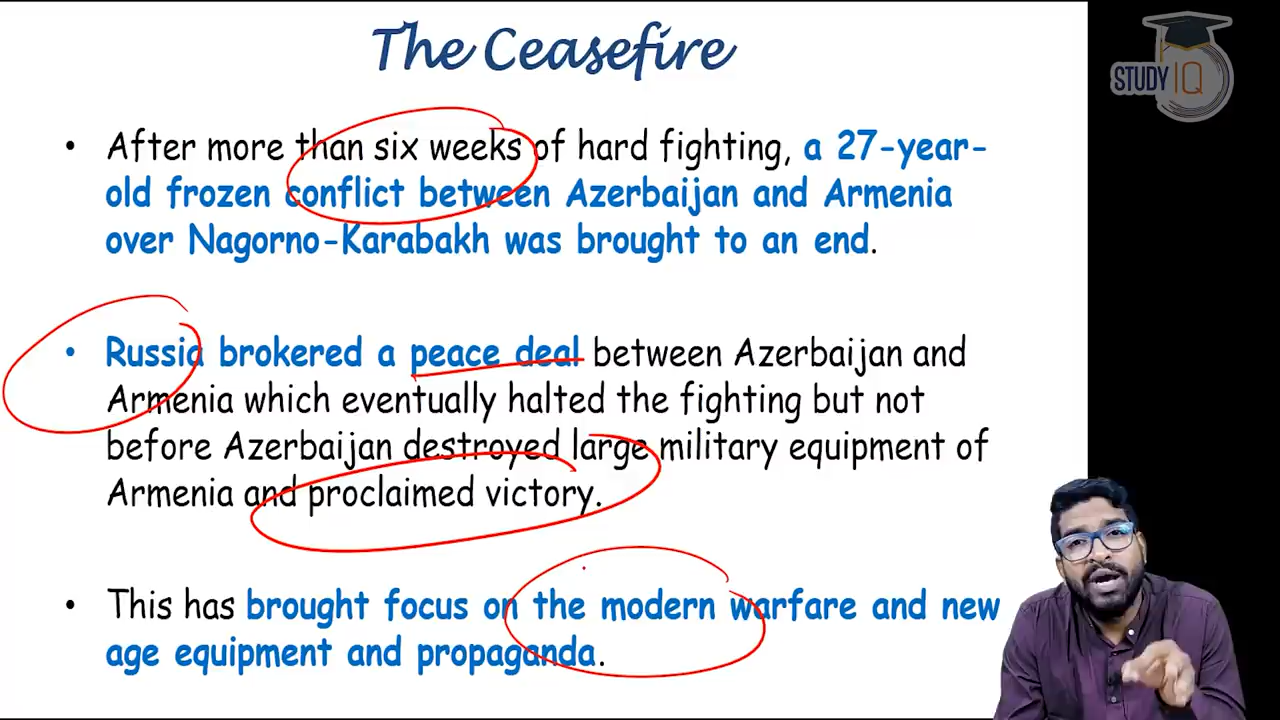 The Ceasefire
STUDY IQ
• After more than six weeks of hard fighting, a 27-year-
old frozen conflict between Azerbaijan and Armenia
over Nagorno-Karabakh was brought to an end.
• Russia brokered a peace deal between Azerbaijan and
Armenia which eventually halted the fighting but not
before Azerbaijan destroyed large military equipment of
Armenia and proclaimed victory.
• This has brought focus on the modern warfare and new
age equipment and propaganda.